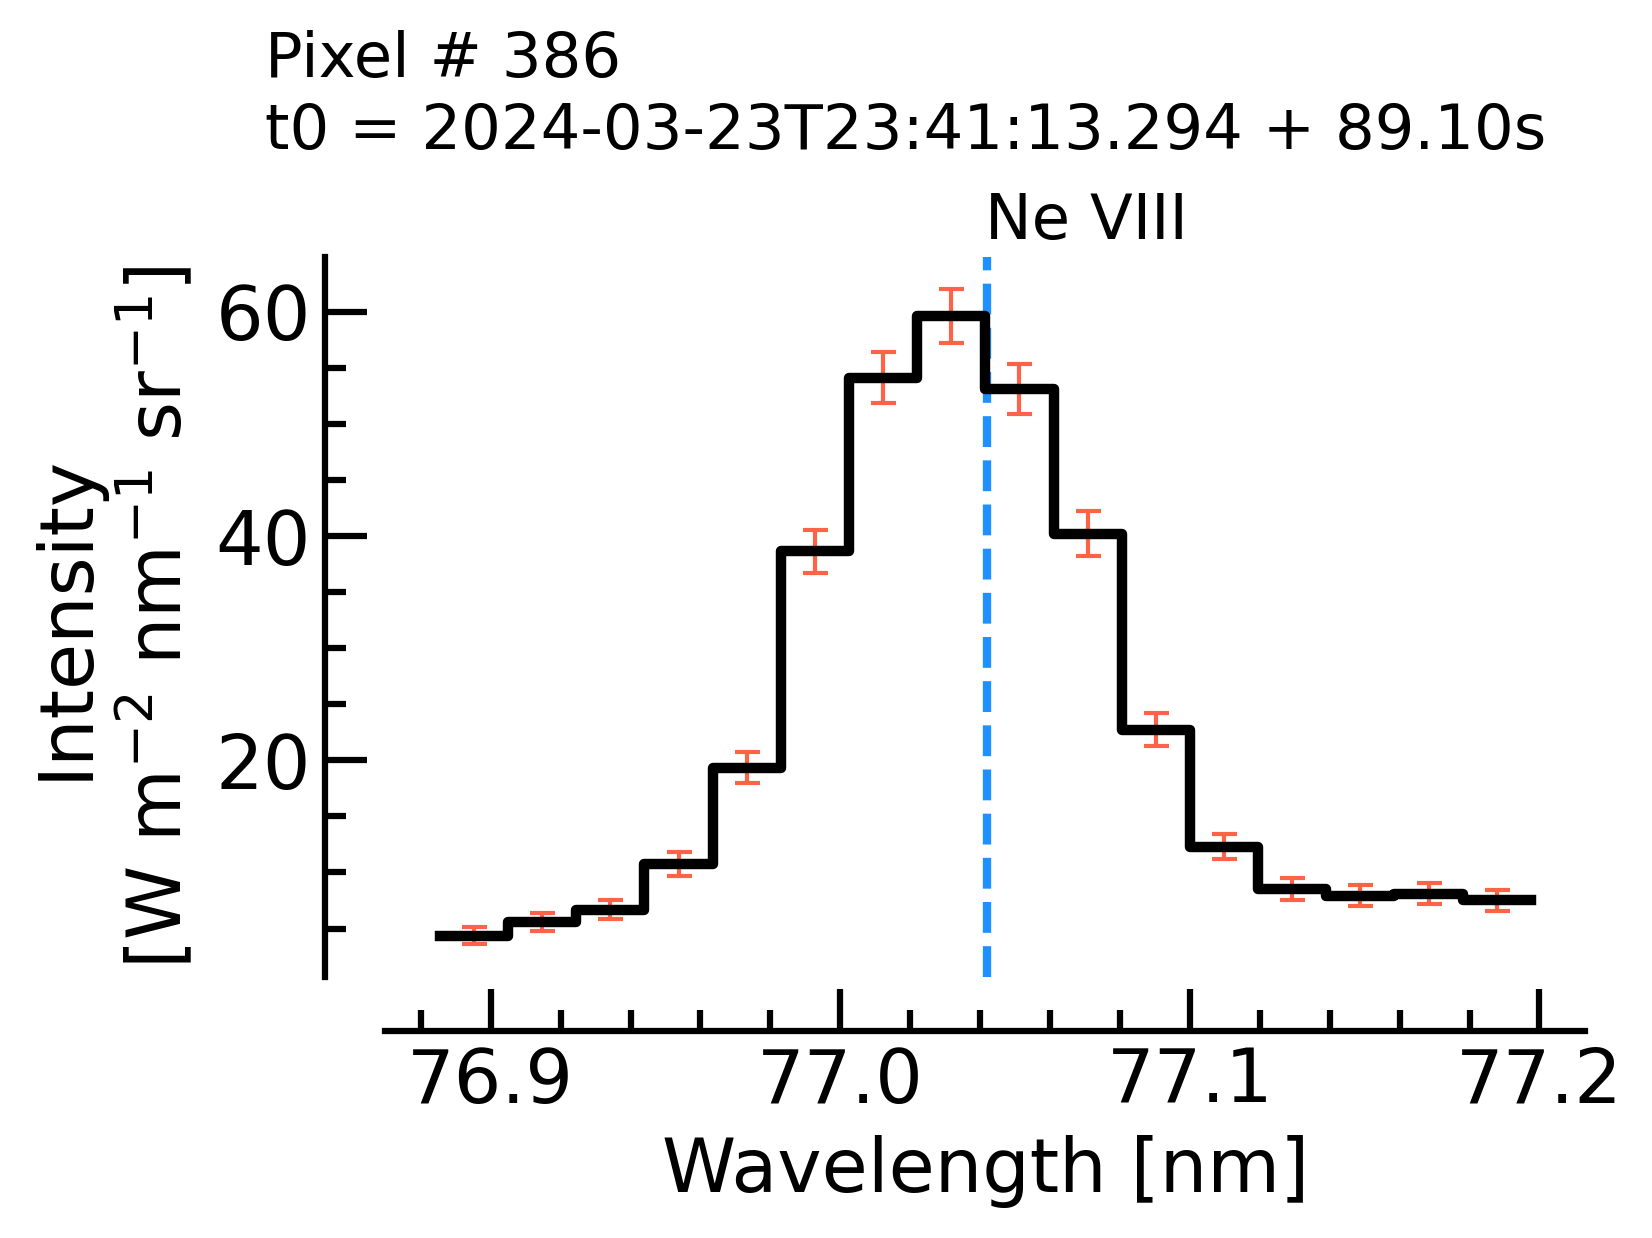 Pixel # 386
t0 = 2024-03-23T23:41:13.294 + 89.10s
Ne VIII
Intensity
[W m⁻² nm⁻¹ sr⁻¹]
60
40
20
76.9 77.0 77.1 77.2
Wavelength [nm]